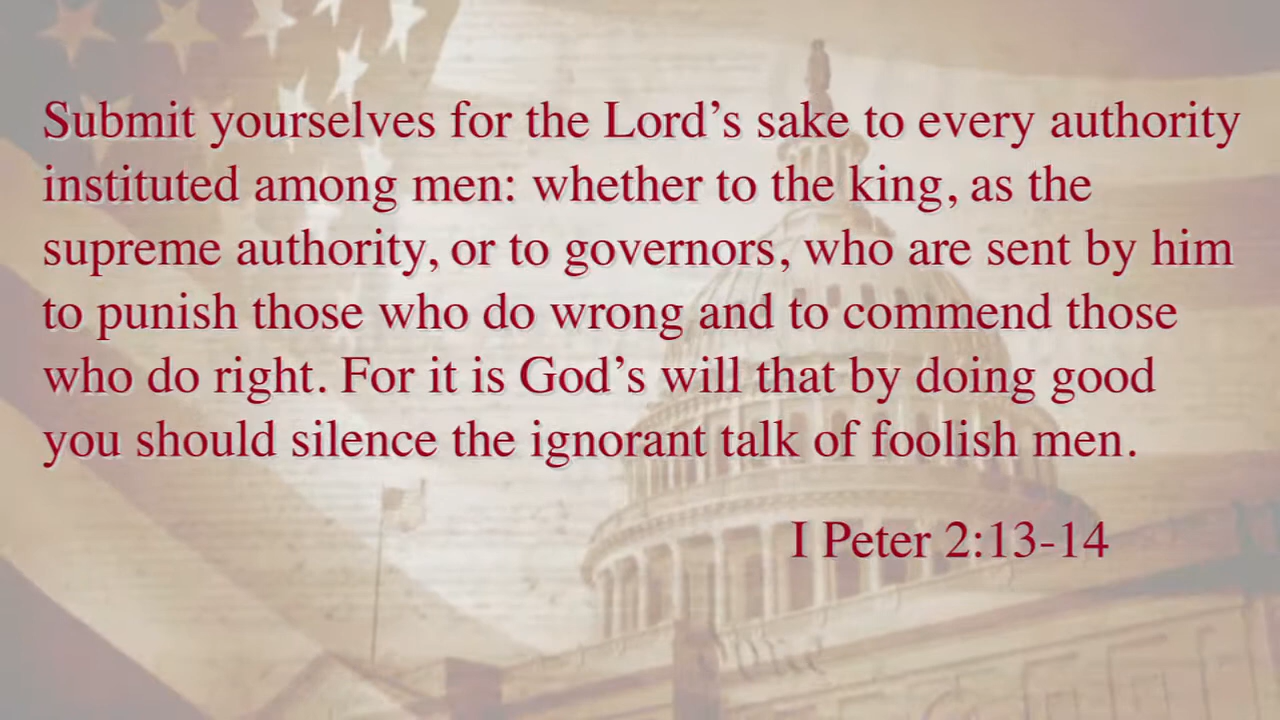 Submit yourselves for the Lord’s sake to every authority
instituted among men: whether to the king, as the
supreme authority, or to governors, who are sent by him
to punish those who do wrong and to commend those
who do right. For it is God’s will that by doing good
you should silence the ignorant talk of foolish men.
I Peter 2:13-14